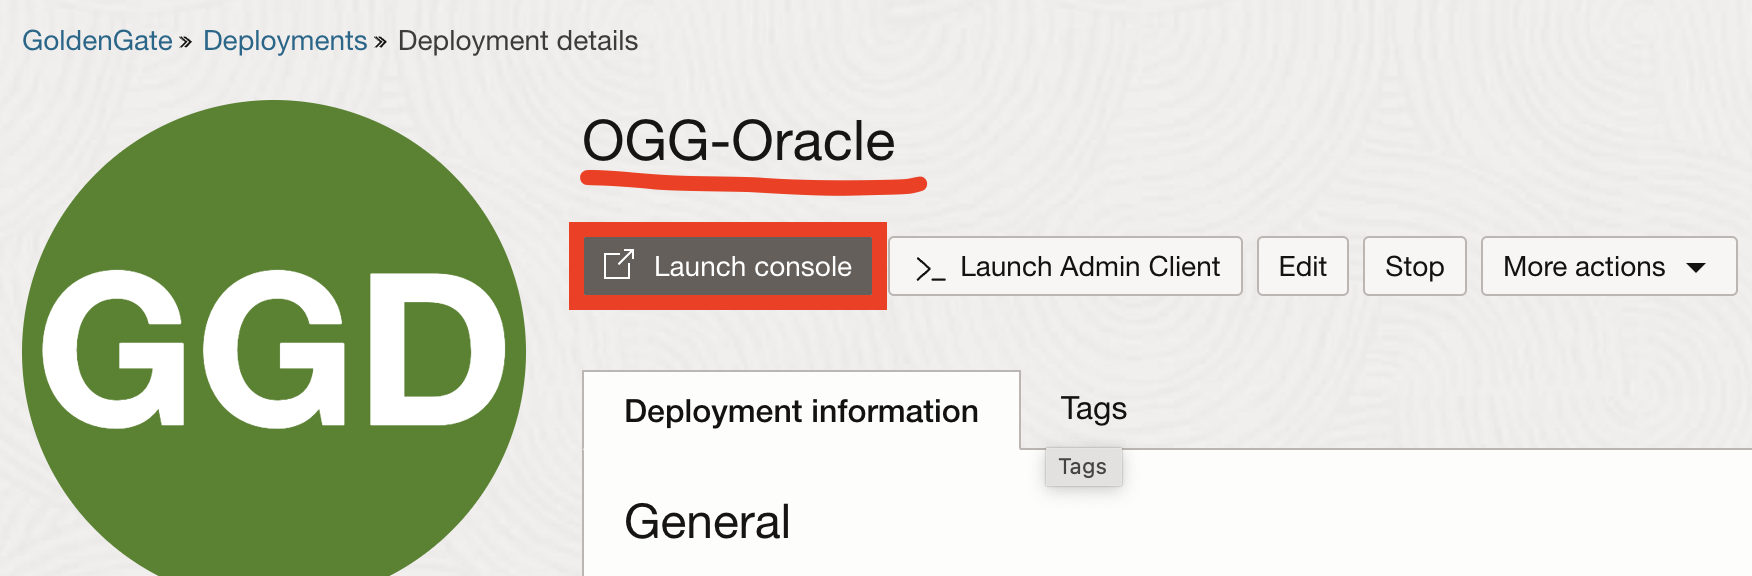 GoldenGate » Deployments » Deployment details
GGD
OGG-Oracle
Launch console >_ Launch Admin Client Edit Stop More actions
Deployment information Tags
Tags
General